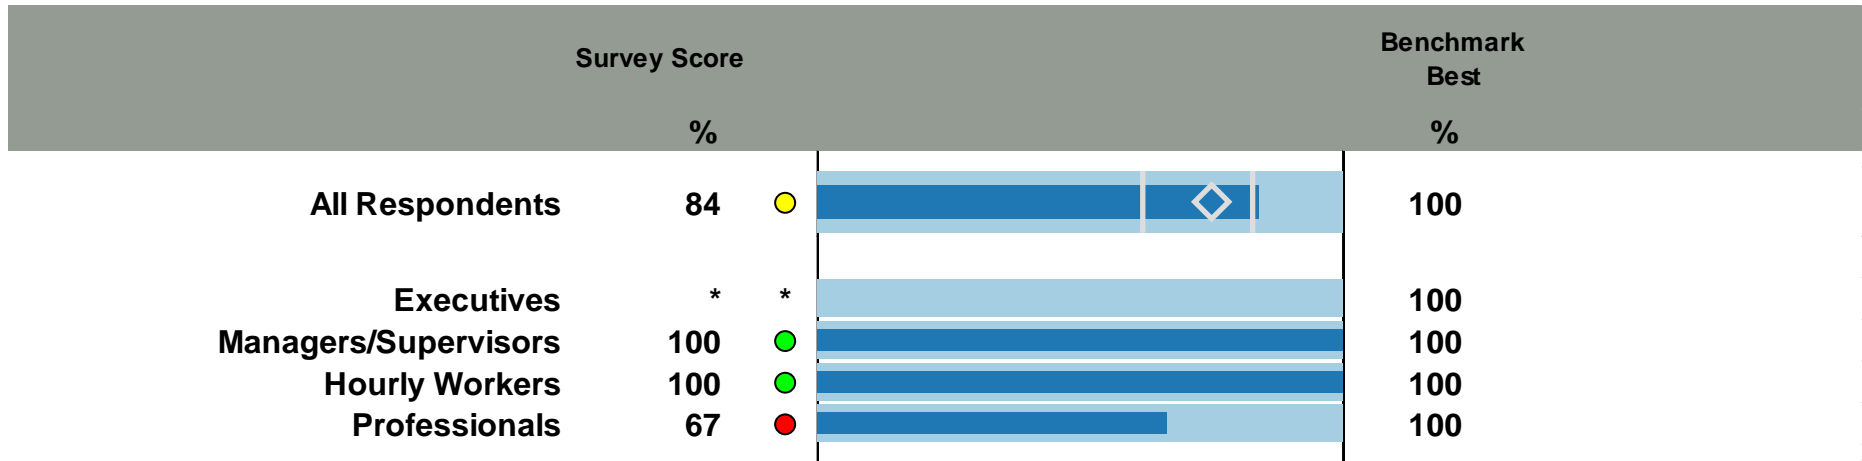 Survey Score
Benchmark
Best
% %
All Respondents 84 100
Executives * * 100
Managers/Supervisors 100 100
Hourly Workers 100 100
Professionals 67 100